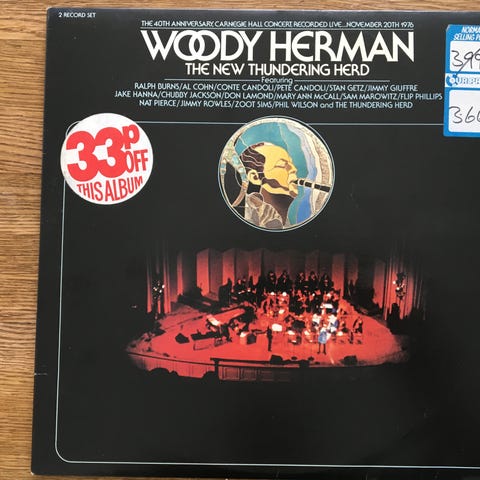 2 RECORD SET
THE 40TH ANNIVERSARY, CARNEGIE HALL CONCERT, RECORDED LIVE...NOVEMBER 20TH 1976
WOODY HERMAN
THE NEW THUNDERING HERD
Featuring
RALPH BURNS/AL COHN/CONTE CANDOLI/PETE CANDOLI/STAN GETZ/JIMMY GIUFFRE
JAKE HANNA/CHUBBY JACKSON/DON LAMOND/MARY ANN McCALL/SAM MAROWITZ/FLIP PHILLIPS
NAT PIERCE/JIMMY ROWLES/ZOOT SIMS/PHIL WILSON and THE THUNDERING HERD
NORMA
SELLING P
399
OUR PR
366
33p
OFF
THIS ALBUM